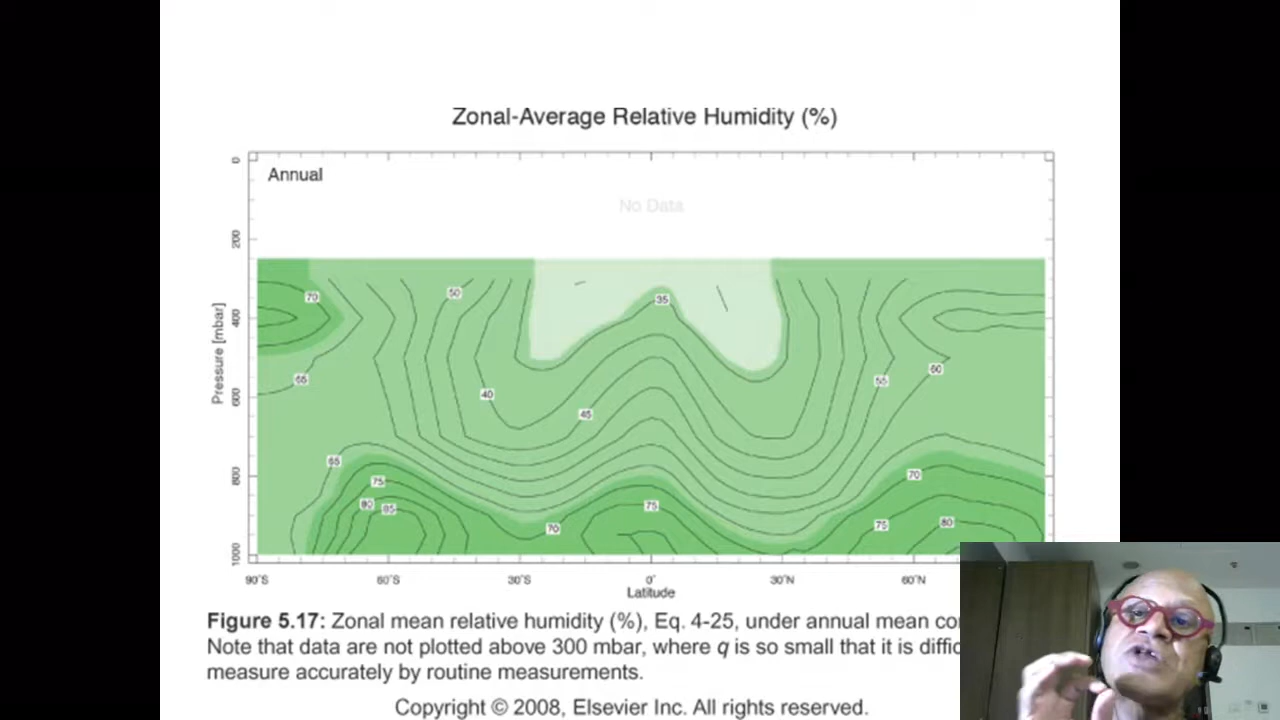 Zonal-Average Relative Humidity (%)
0
Annual
No Data
200
70
50
35
400
Pressure [mbar]
65
60
55
40
45
600
65
75
70
800
80
85
75
70
75
80
1000
90°S
60°S
30°S
0°
30°N
60°N
Latitude
Figure 5.17: Zonal mean relative humidity (%), Eq. 4-25, under annual mean co
Note that data are not plotted above 300 mbar, where q is so small that it is diffic
measure accurately by routine measurements.
Copyright © 2008, Elsevier Inc. All rights reserved.